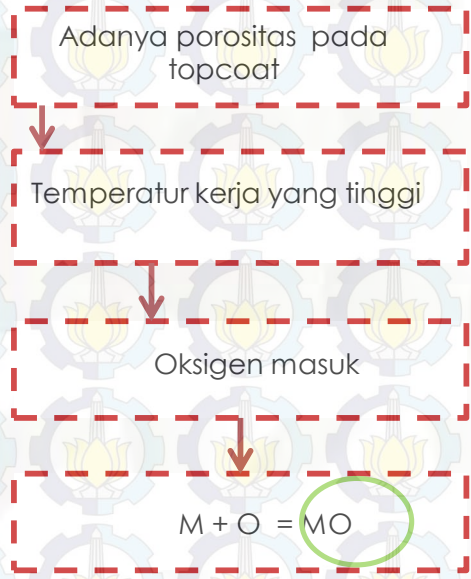 Adanya porositas pada
topcoat
Temperatur kerja yang tinggi
Oksigen masuk
M + O = MO